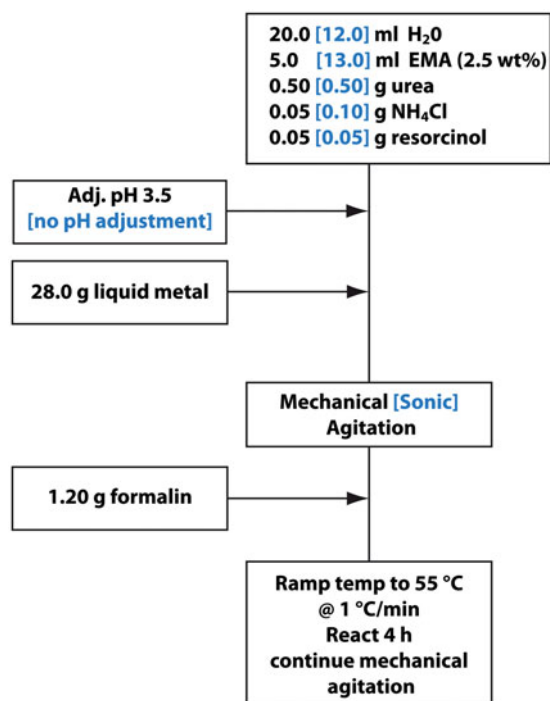 20.0 [12.0] ml H₂0
5.0 [13.0] ml EMA (2.5 wt%)
0.50 [0.50] g urea
0.05 [0.10] g NH₄Cl
0.05 [0.05] g resorcinol
Adj. pH 3.5
[no pH adjustment]
28.0 g liquid metal
Mechanical [Sonic]
Agitation
1.20 g formalin
Ramp temp to 55 °C
@ 1 °C/min
React 4 h
continue mechanical
agitation